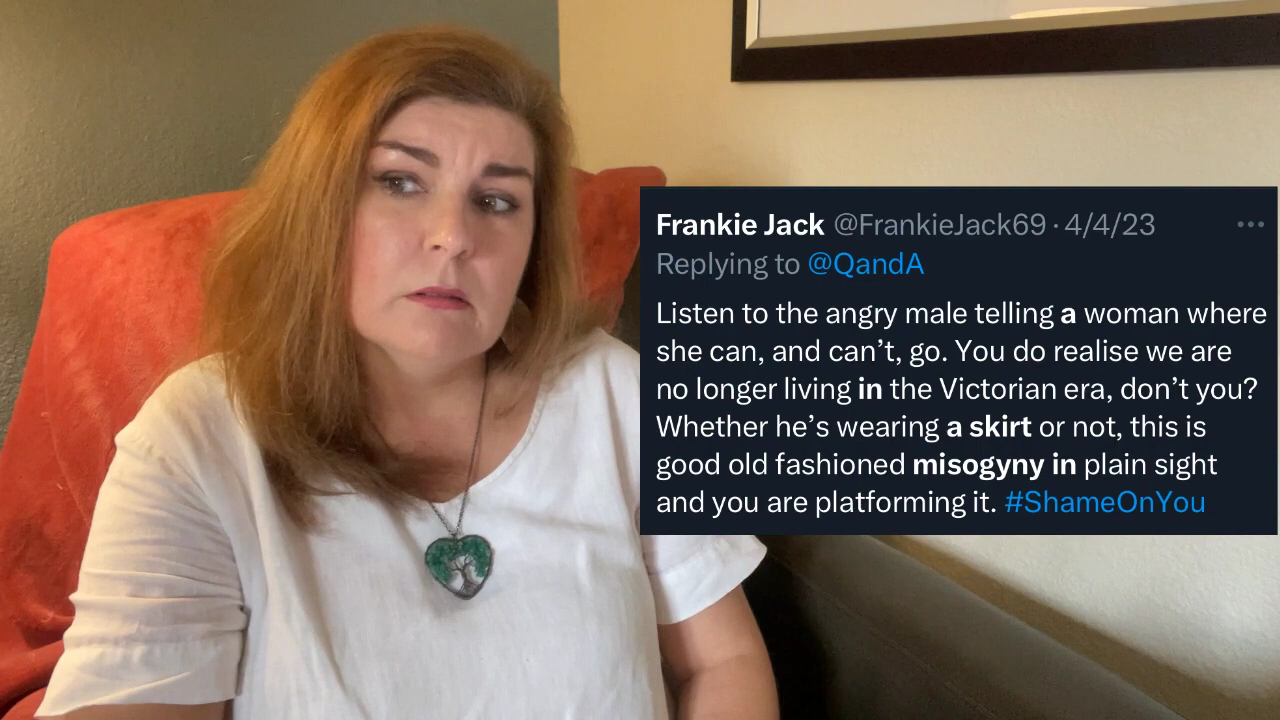 Frankie Jack @FrankieJack69 · 4/4/23
Replying to @QandA
Listen to the angry male telling a woman where
she can, and can’t, go. You do realise we are
no longer living in the Victorian era, don’t you?
Whether he’s wearing a skirt or not, this is
good old fashioned misogyny in plain sight
and you are platforming it. #ShameOnYou